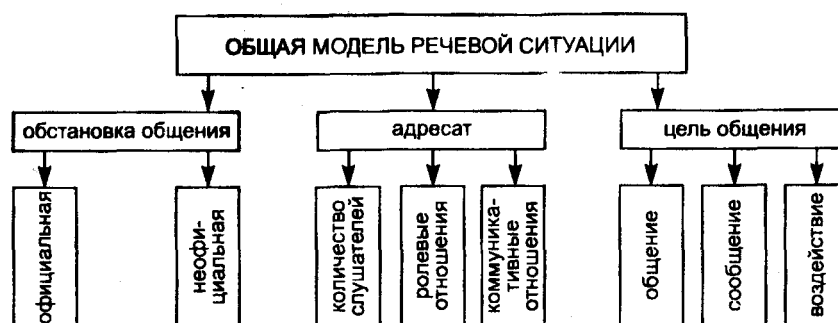 ОБЩАЯ МОДЕЛЬ РЕЧЕВОЙ СИТУАЦИИ
обстановка общения
адресат
цель общения
официальная
неофи-
циальная
количество
слушателей
ролевые
отношения
коммуника-
тивные
отношения
общение
сообщение
воздействие